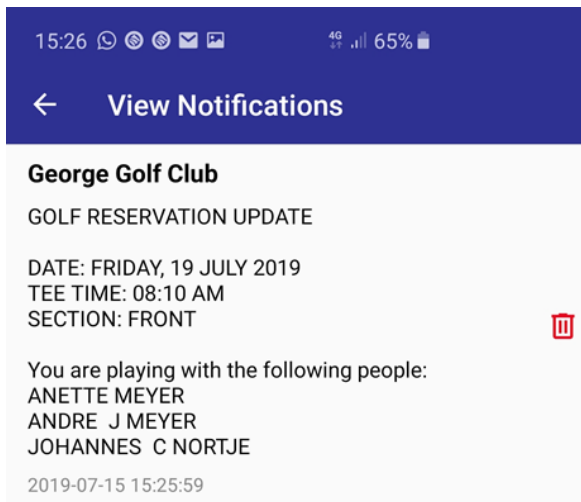 15:26 4G 65%
View Notifications
George Golf Club
GOLF RESERVATION UPDATE
DATE: FRIDAY, 19 JULY 2019
TEE TIME: 08:10 AM
SECTION: FRONT
You are playing with the following people:
ANETTE MEYER
ANDRE  J MEYER
JOHANNES  C NORTJE
2019-07-15 15:25:59